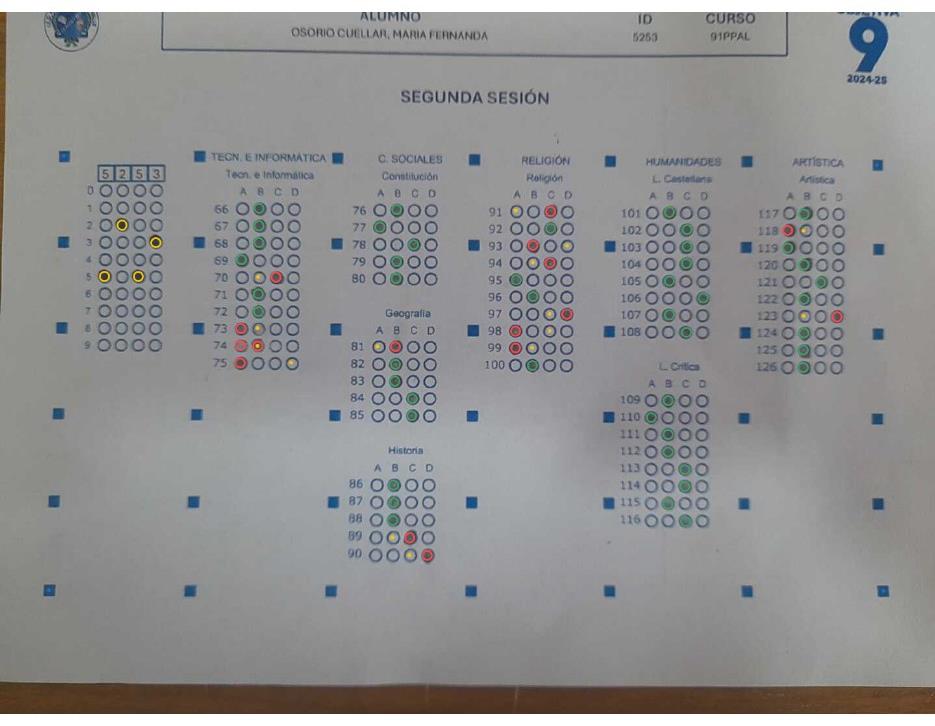 ALUMNO ID CURSO
OSORIO CUELLAR, MARIA FERNANDA 5253 91PPAL
9
2024-25
SEGUNDA SESIÓN
5 2 5 3
0
1
2
3
4
5
6
7
8
9
TECN. E INFORMÁTICA
Tecn. e Informática
A B C D
66
67
68
69
70
71
72
73
74
75
C. SOCIALES
Constitución
A B C D
76
77
78
79
80
Geografía
A B C D
81
82
83
84
85
Historia
A B C D
86
87
88
89
90
RELIGIÓN
Religión
A B C D
91
92
93
94
95
96
97
98
99
100
HUMANIDADES
L. Castellana
A B C D
101
102
103
104
105
106
107
108
L. Crítica
A B C D
109
110
111
112
113
114
115
116
ARTÍSTICA
Artística
A B C D
117
118
119
120
121
122
123
124
125
126